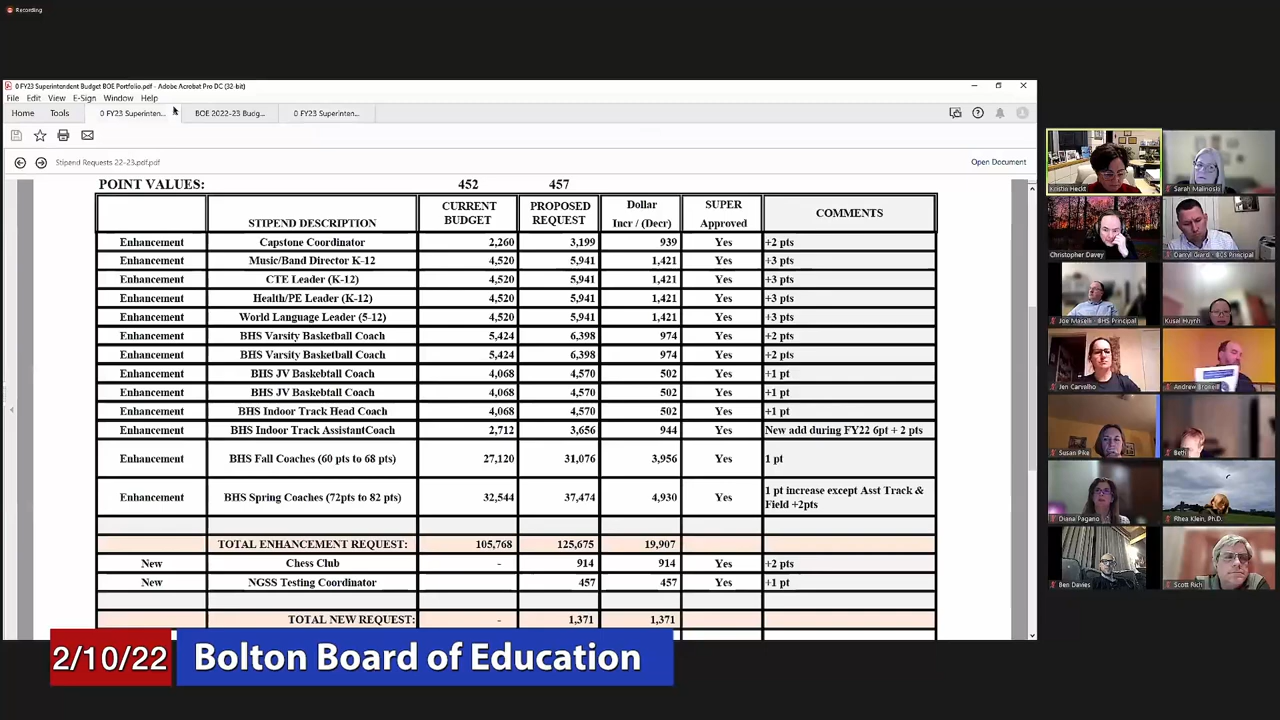 Recording
0 FY23 Superintendent Budget BOE Portfolio.pdf - Adobe Acrobat Pro DC (32-bit)
File Edit View E-Sign Window Help
Home Tools 0 FY23 Superinten... BOE 2022-23 Budg... 0 FY23 Superinten...
Stipend Requests 22-23.pdf.pdf Open Document
POINT VALUES: 452 457
STIPEND DESCRIPTION CURRENT BUDGET PROPOSED REQUEST Dollar Incr / (Decr) SUPER Approved COMMENTS
Enhancement Capstone Coordinator 2,260 3,199 939 Yes +2 pts
Enhancement Music/Band Director K-12 4,520 5,941 1,421 Yes +3 pts
Enhancement CTE Leader (K-12) 4,520 5,941 1,421 Yes +3 pts
Enhancement Health/PE Leader (K-12) 4,520 5,941 1,421 Yes +3 pts
Enhancement World Language Leader (5-12) 4,520 5,941 1,421 Yes +3 pts
Enhancement BHS Varsity Basketball Coach 5,424 6,398 974 Yes +2 pts
Enhancement BHS Varsity Basketball Coach 5,424 6,398 974 Yes +2 pts
Enhancement BHS JV Baskebtall Coach 4,068 4,570 502 Yes +1 pt
Enhancement BHS JV Basketball Coach 4,068 4,570 502 Yes +1 pt
Enhancement BHS Indoor Track Head Coach 4,068 4,570 502 Yes +1 pt
Enhancement BHS Indoor Track AssistantCoach 2,712 3,656 944 Yes New add during FY22 6pt + 2 pts
Enhancement BHS Fall Coaches (60 pts to 68 pts) 27,120 31,076 3,956 Yes 1 pt
Enhancement BHS Spring Coaches (72pts to 82 pts) 32,544 37,474 4,930 Yes 1 pt increase except Asst Track &
Field +2pts
TOTAL ENHANCEMENT REQUEST: 105,768 125,675 19,907
New Chess Club - 914 914 Yes +2 pts
New NGSS Testing Coordinator 457 457 Yes +1 pt
TOTAL NEW REQUEST: - 1,371 1,371
Kristin Heckt Sarah Malinoski
Christopher Davey Darryl Giard - BCS Principal
Joe Maselli - BHS Principal Kusal Huynh
Jen Carvalho Andrew Broneill
Susan Pike Beth
Diana Pagano Rhea Klein, Ph.D.
Ben Davies Scott Rich
2/10/22 Bolton Board of Education